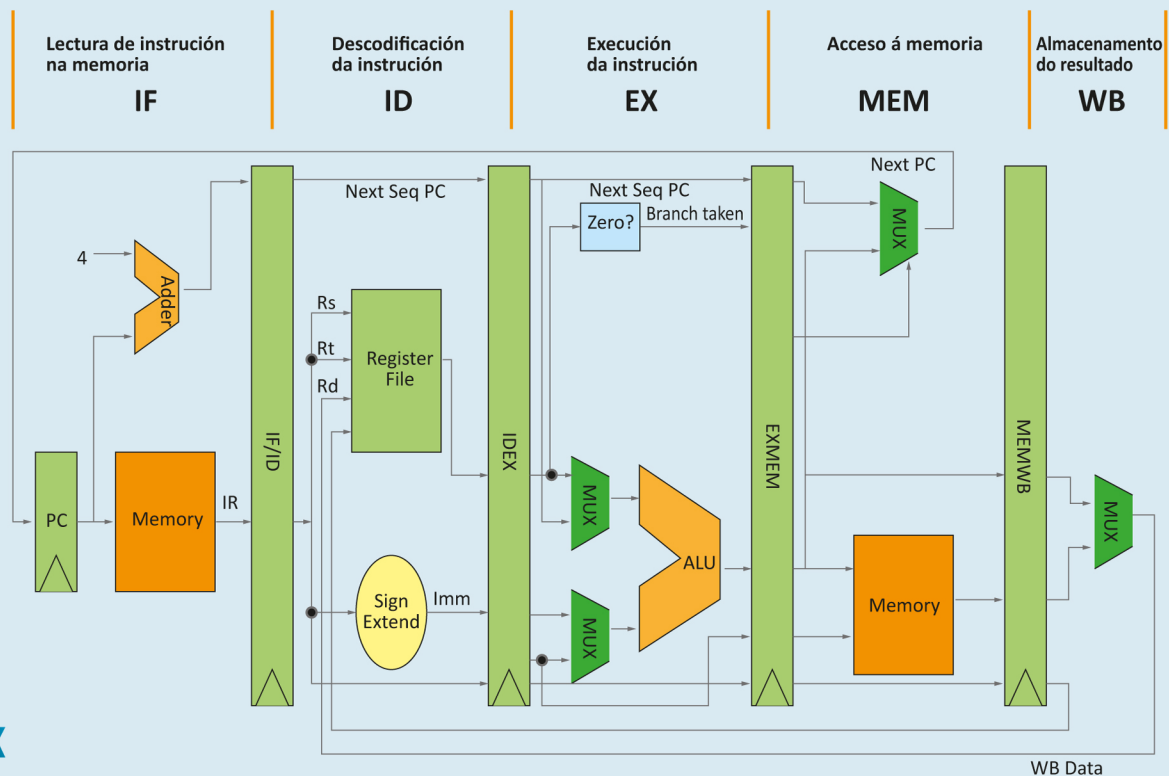 Lectura de instrución
na memoria
IF
Descodificación
da instrución
ID
Execución
da instrución
EX
Acceso á memoria
MEM
Almacenamento
do resultado
WB
Next PC
Next Seq PC
Next Seq PC
Zero?
Branch taken
MUX
4
Adder
Rs
Rt
Rd
Register
File
IF/ID
IDEX
EXMEM
MEMWB
PC
Memory
IR
MUX
ALU
MUX
Sign
Extend
Imm
MUX
Memory
WB Data